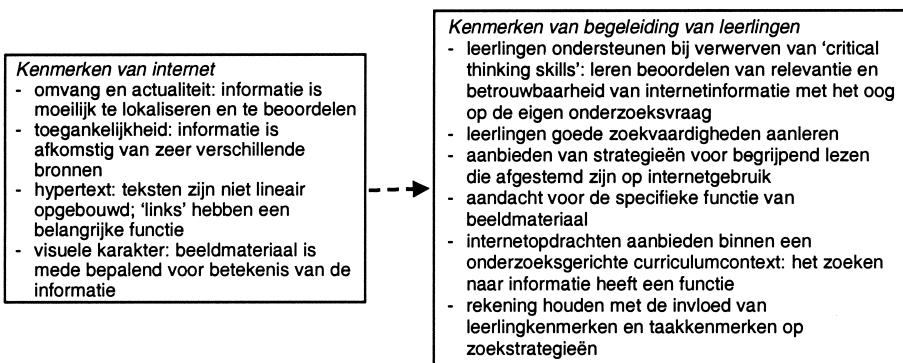 Kenmerken van internet
- omvang en actualiteit: informatie is
moeilijk te lokaliseren en te beoordelen
- toegankelijkheid: informatie is
afkomstig van zeer verschillende
bronnen
- hypertext: teksten zijn niet lineair
opgebouwd; ‘links’ hebben een
belangrijke functie
- visuele karakter: beeldmateriaal is
mede bepalend voor betekenis van de
informatie
Kenmerken van begeleiding van leerlingen
- leerlingen ondersteunen bij verwerven van ‘critical
thinking skills’: leren beoordelen van relevantie en
betrouwbaarheid van internetinformatie met het oog
op de eigen onderzoeksvraag
- leerlingen goede zoekvaardigheden aanleren
- aanbieden van strategieën voor begrijpend lezen
die afgestemd zijn op internetgebruik
- aandacht voor de specifieke functie van
beeldmateriaal
- internetopdrachten aanbieden binnen een
onderzoeksgerichte curriculumcontext: het zoeken
naar informatie heeft een functie
- rekening houden met de invloed van
leerlingkenmerken en taakkenmerken op
zoekstrategieën